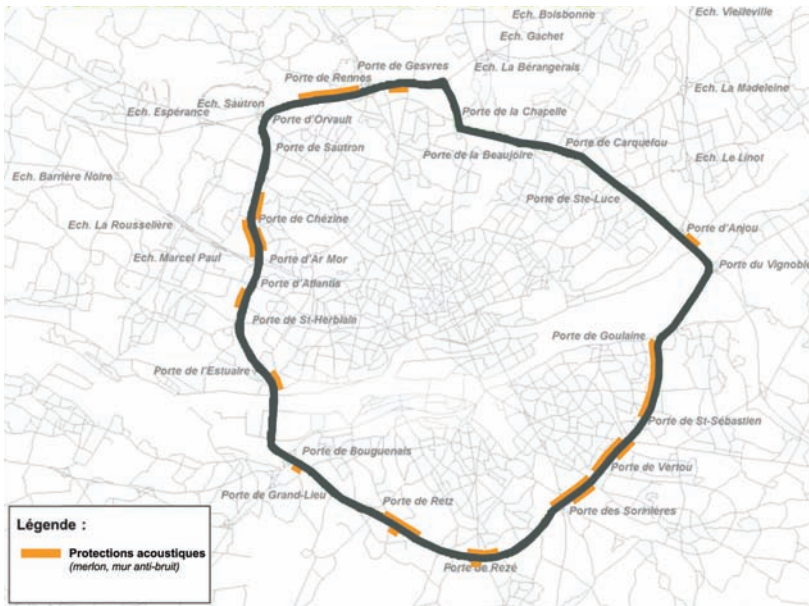 Ech. Boisbonne
Ech. Vieilleville
Ech. Gachet
Porte de Gesvres
Ech. La Bérangerais
Porte de Rennes
Ech. La Madeleine
Ech. Sautron
Ech. Espérance
Porte de la Chapelle
Porte d'Orvault
Porte de Carquefou
Porte de Sautron
Porte de la Beaujoire
Ech. Le Linot
Ech. Barrière Noire
Porte de Ste-Luce
Porte de Chézine
Ech. La Rousselière
Porte d'Anjou
Ech. Marcel Paul
Porte d'Ar Mor
Porte du Vignoble
Porte d'Atlantis
Porte de St-Herblain
Porte de Goulaine
Porte de l'Estuaire
Porte de St-Sébastien
Porte de Bouguenais
Porte de Vertou
Porte de Grand-Lieu
Porte de Retz
Porte des Sorinières
Porte de Rezé
Légende :
Protections acoustiques
(merlon, mur anti-bruit)